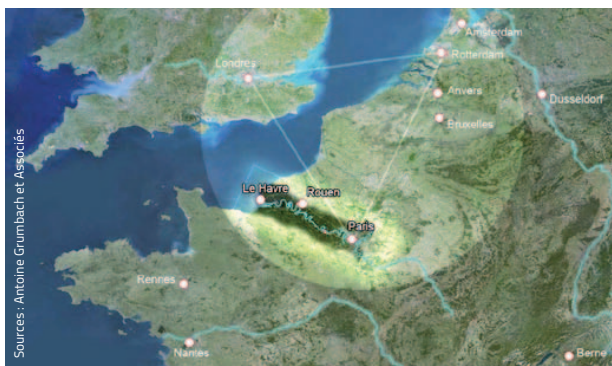 Amsterdam
Rotterdam
Londres
Anvers
Dusseldorf
Bruxelles
Le Havre
Rouen
Paris
Rennes
Nantes
Berne
Sources : Antoine Grumbach et Associés